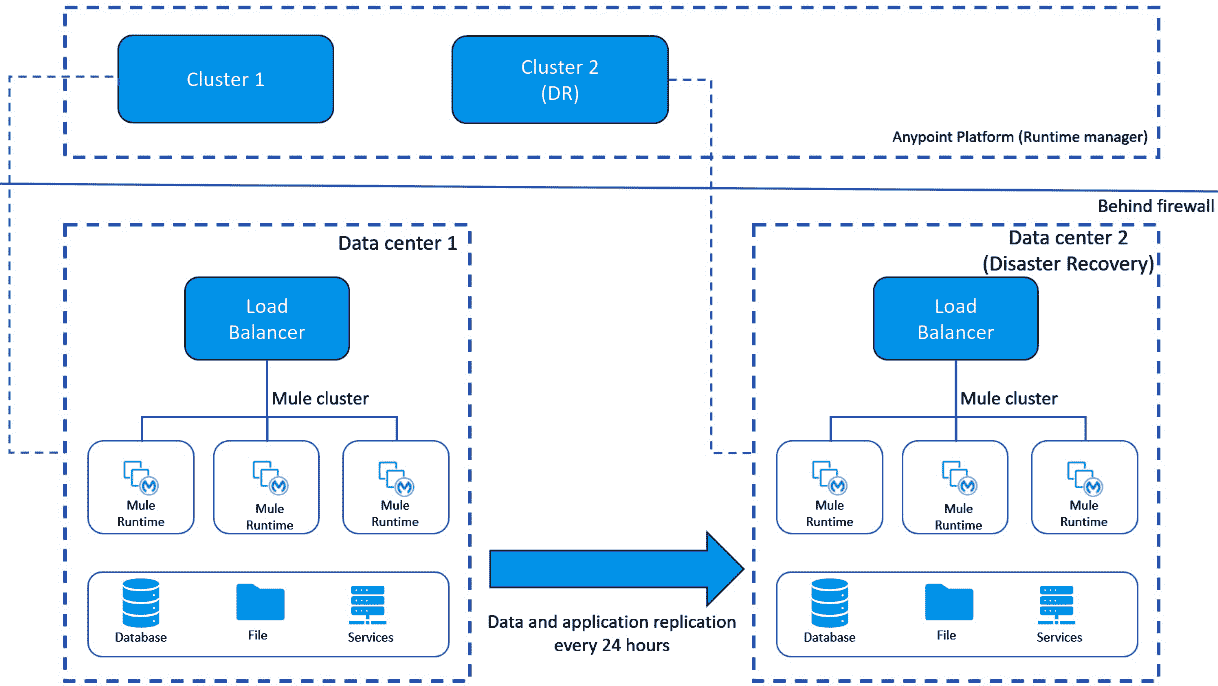 Cluster 1
Cluster 2
(DR)
Anypoint Platform (Runtime manager)
Behind firewall
Data center 1
Load
Balancer
Mule cluster
Mule
Runtime
Mule
Runtime
Mule
Runtime
Database
File
Services
Data and application replication
every 24 hours
Data center 2
(Disaster Recovery)
Load
Balancer
Mule cluster
Mule
Runtime
Mule
Runtime
Mule
Runtime
Database
File
Services